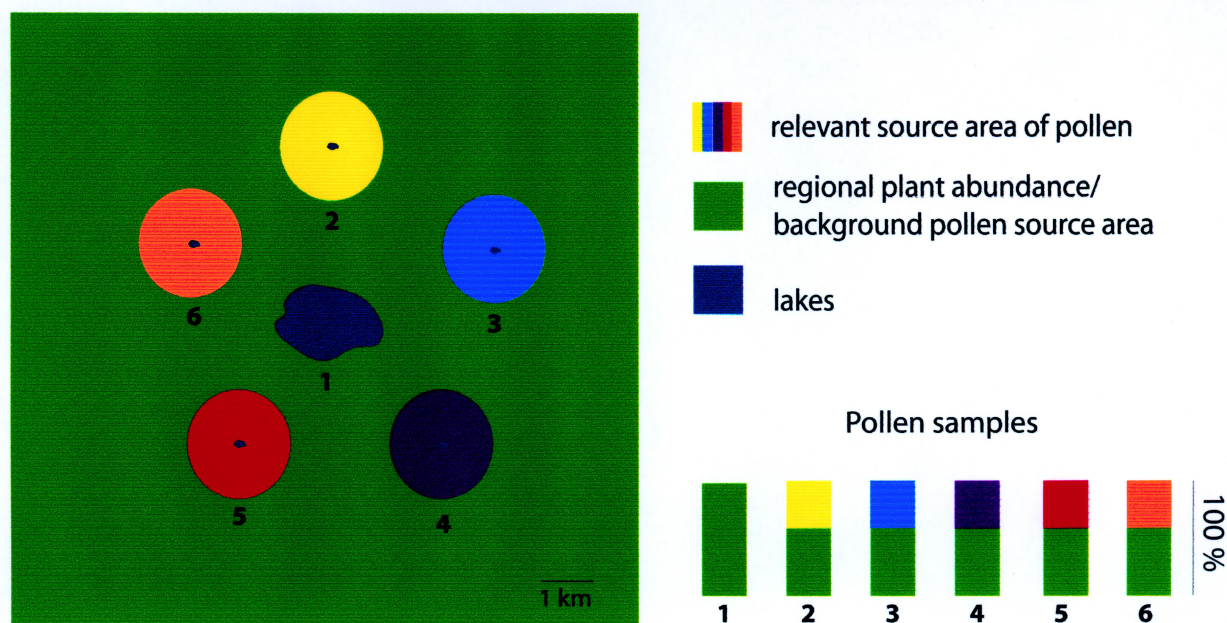 2
6
3
1
5
4
1 km
relevant source area of pollen
regional plant abundance/
background pollen source area
lakes
Pollen samples
100 %
1 2 3 4 5 6